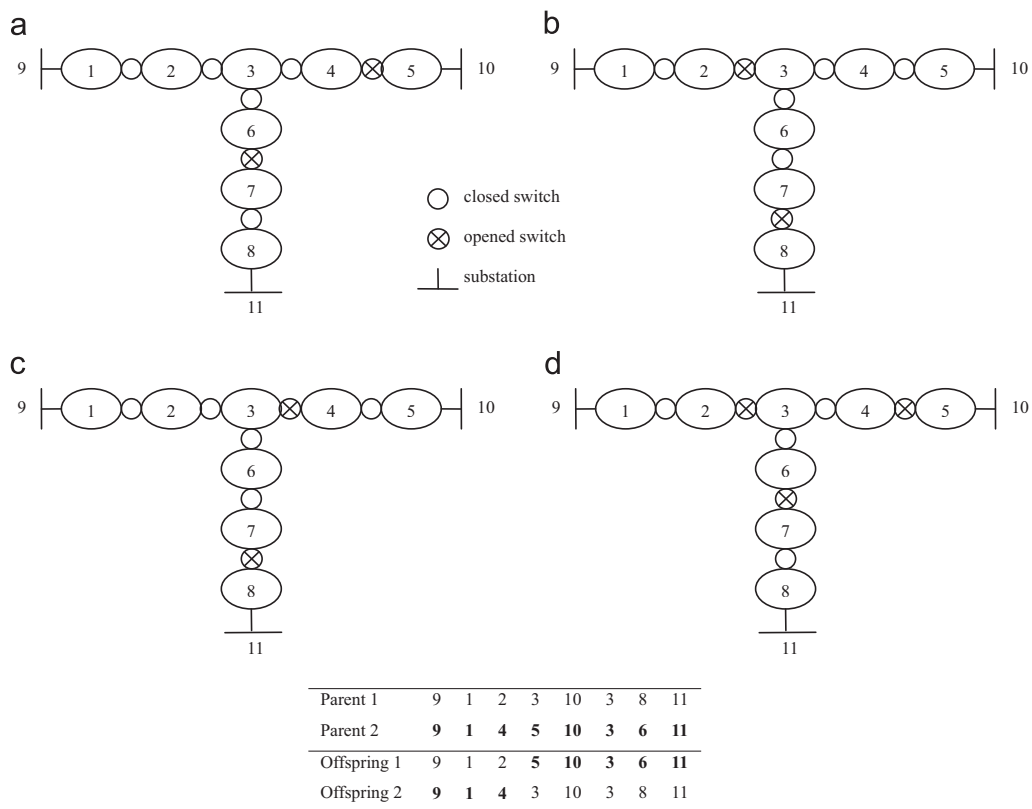 a
9 1 2 3 4 5 10
6
7
8
11
b
9 1 2 3 4 5 10
6
7
8
11
closed switch
opened switch
substation
c
9 1 2 3 4 5 10
6
7
8
11
d
9 1 2 3 4 5 10
6
7
8
11
Parent 1 9 1 2 3 10 3 8 11
Parent 2 9 1 4 5 10 3 6 11
Offspring 1 9 1 2 5 10 3 6 11
Offspring 2 9 1 4 3 10 3 8 11